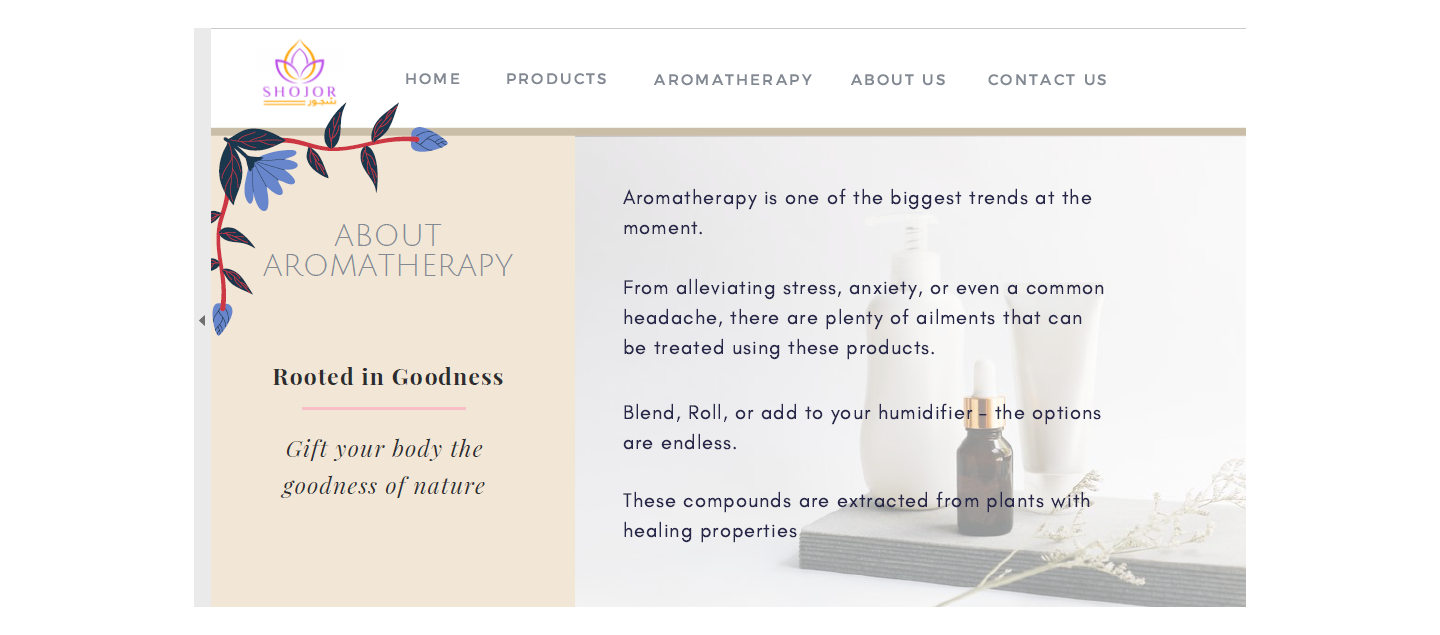 SHOJOR
شجور
HOME
PRODUCTS
AROMATHERAPY
ABOUT US
CONTACT US
ABOUT
AROMATHERAPY
Rooted in Goodness
Gift your body the
goodness of nature
Aromatherapy is one of the biggest trends at the
moment.
From alleviating stress, anxiety, or even a common
headache, there are plenty of ailments that can
be treated using these products.
Blend, Roll, or add to your humidifier – the options
are endless.
These compounds are extracted from plants with
healing properties